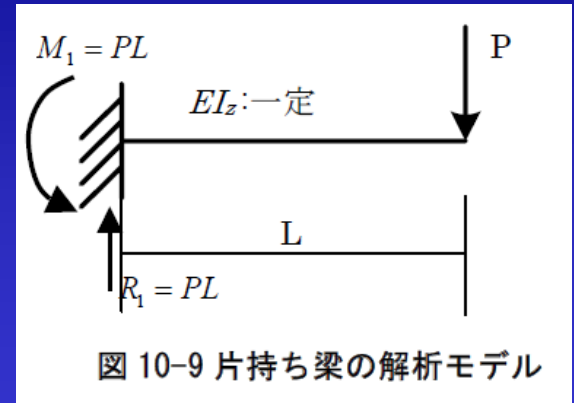 M₁ = PL
P
EI_z:一定
L
R₁ = PL
図 10-9 片持ち梁の解析モデル